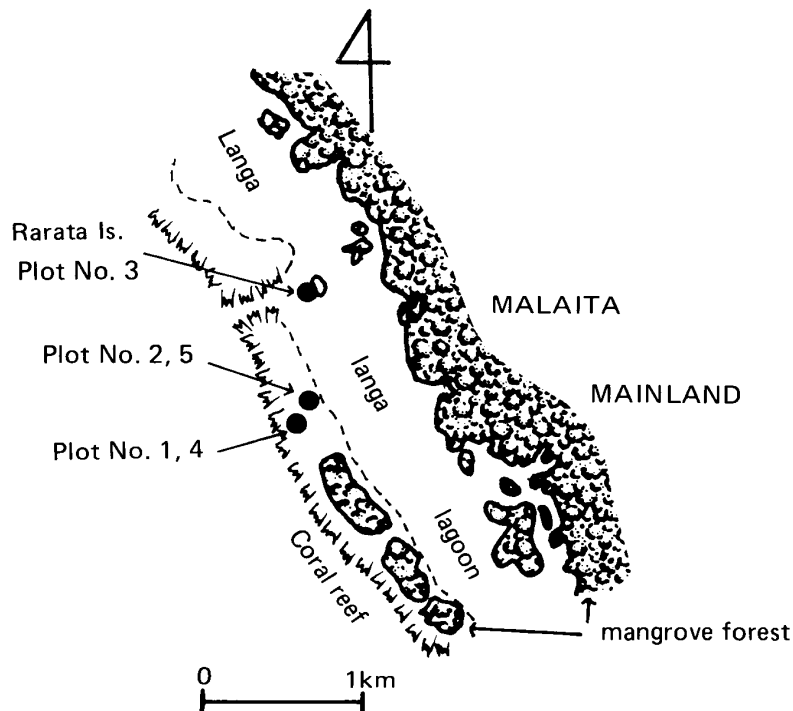 Langa
Rarata Is.
Plot No. 3
MALAITA
Plot No. 2, 5
langa
MAINLAND
Plot No. 1, 4
lagoon
Coral reef
mangrove forest
0 1km